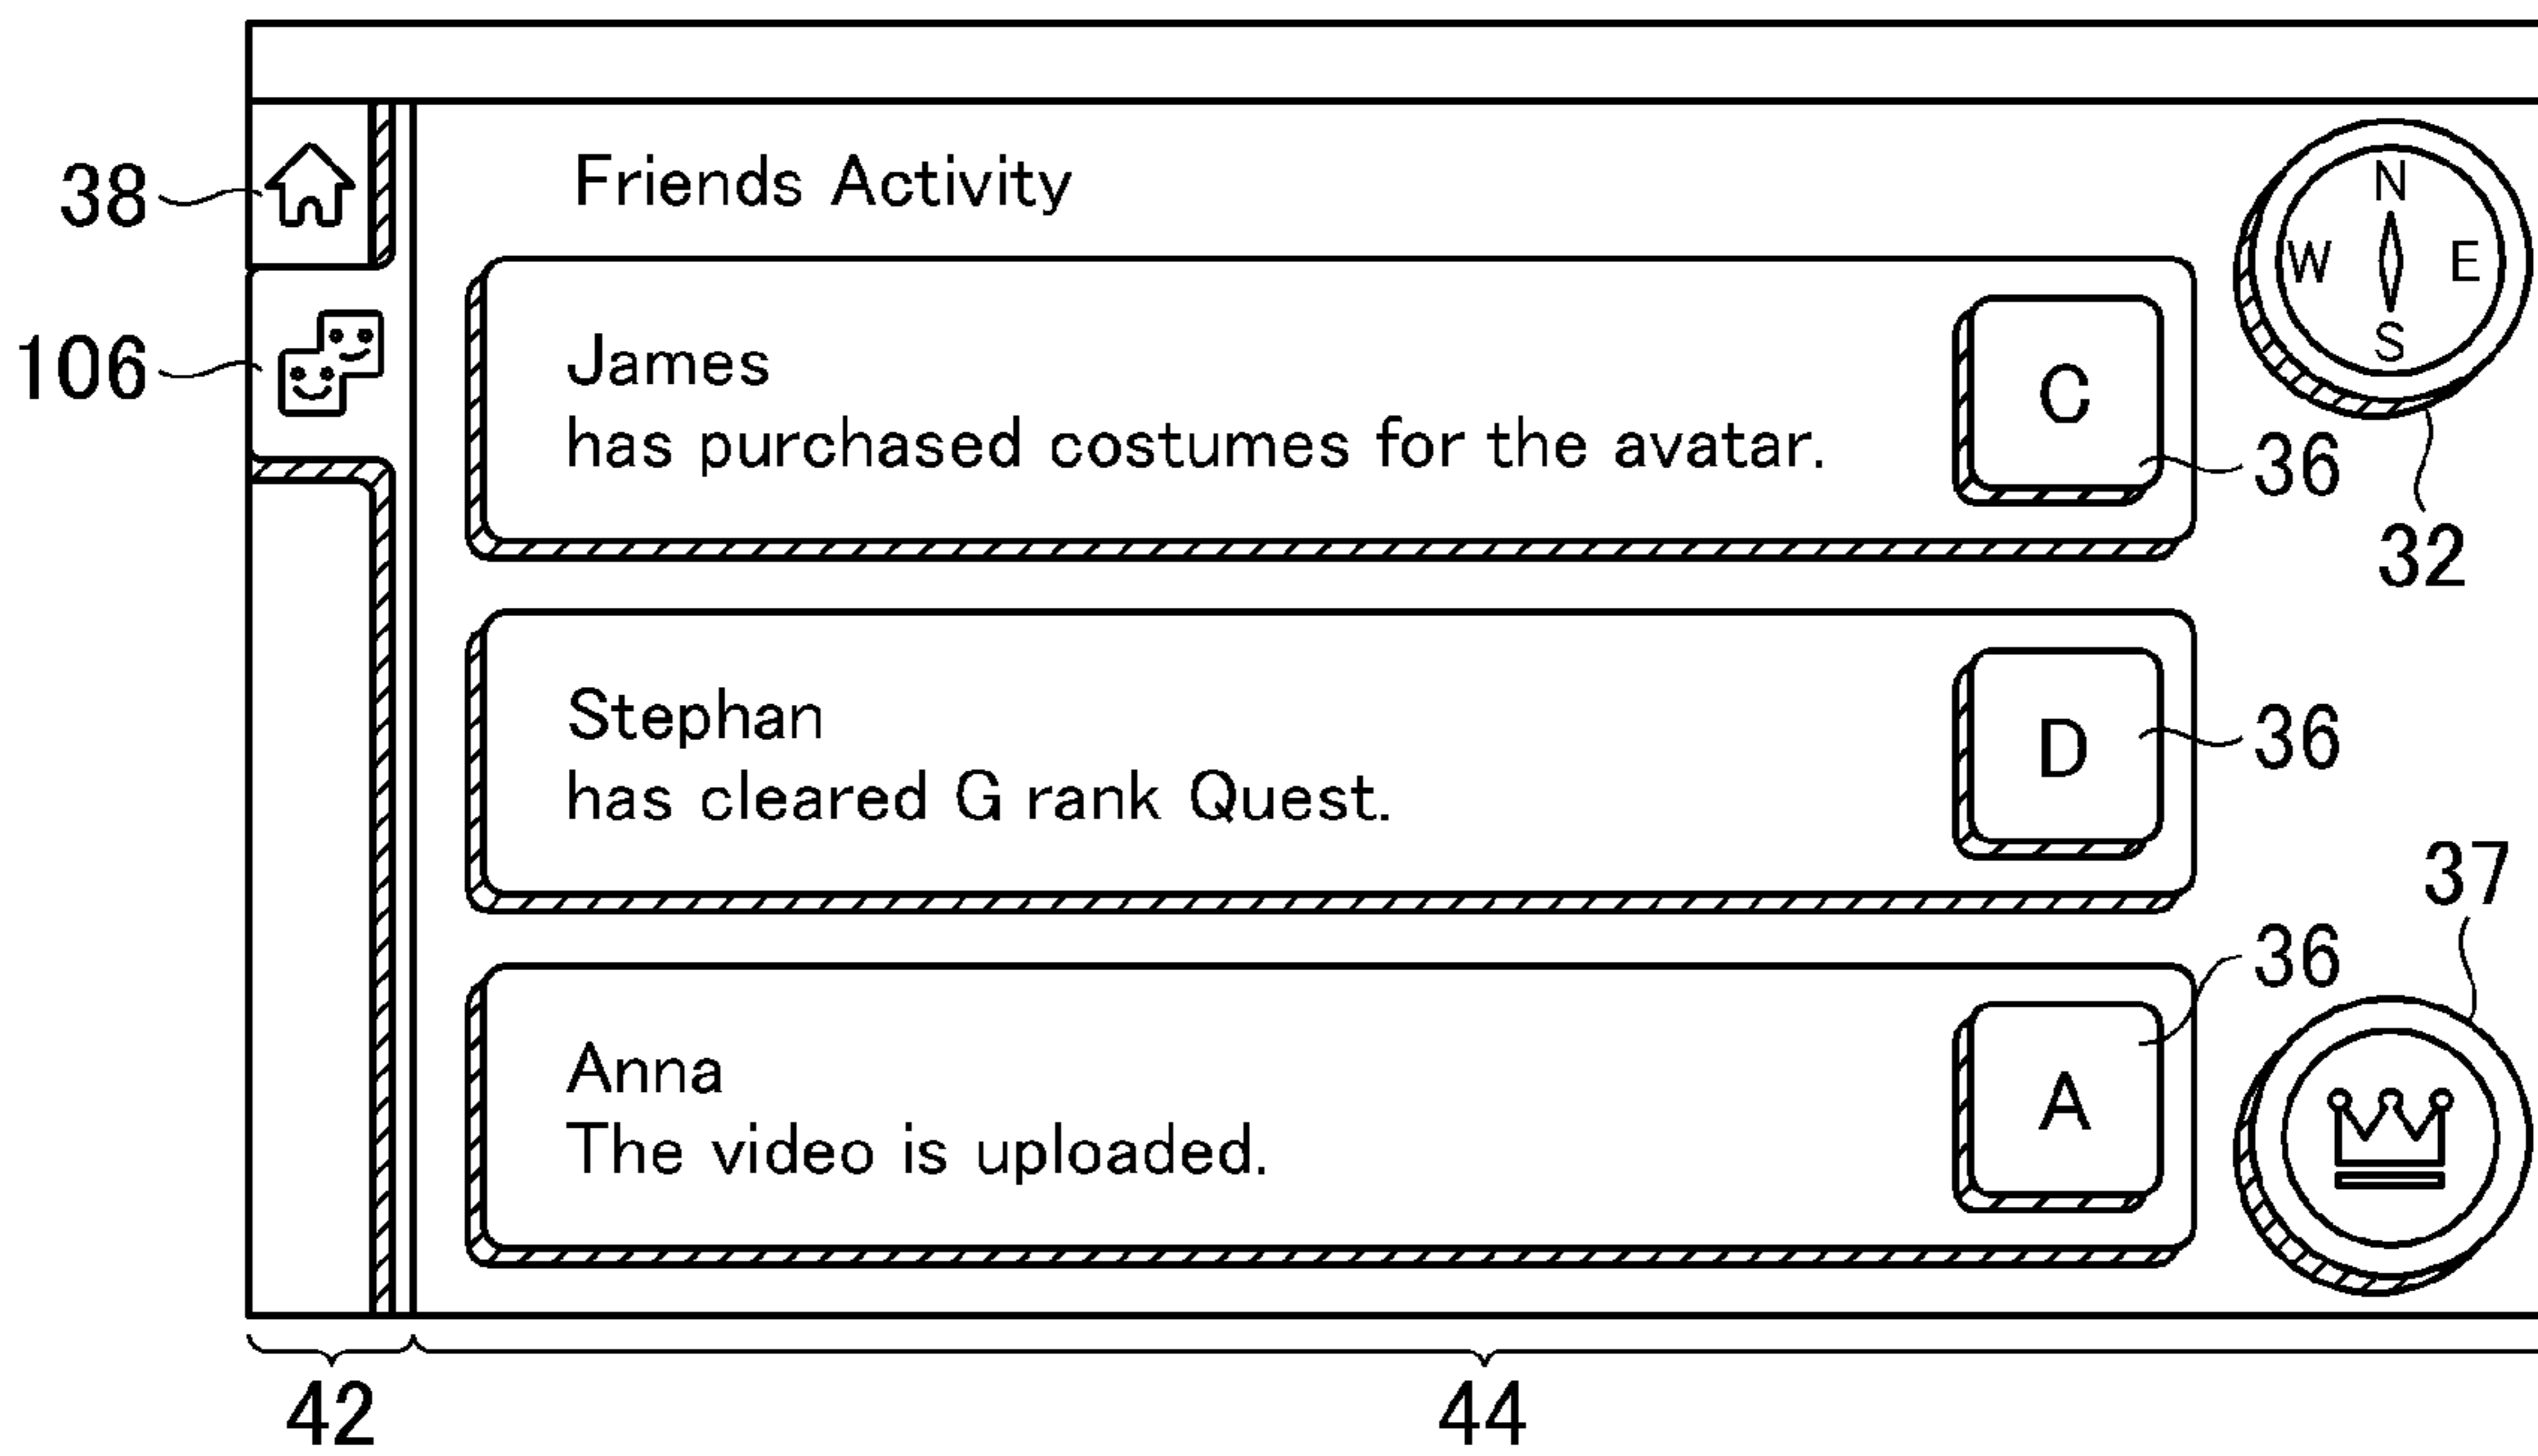 Friends Activity
38
N
W E
S
106
James
has purchased costumes for the avatar.
C
36
32
Stephan
has cleared G rank Quest.
D
36
37
Anna
The video is uploaded.
A
36
42
44